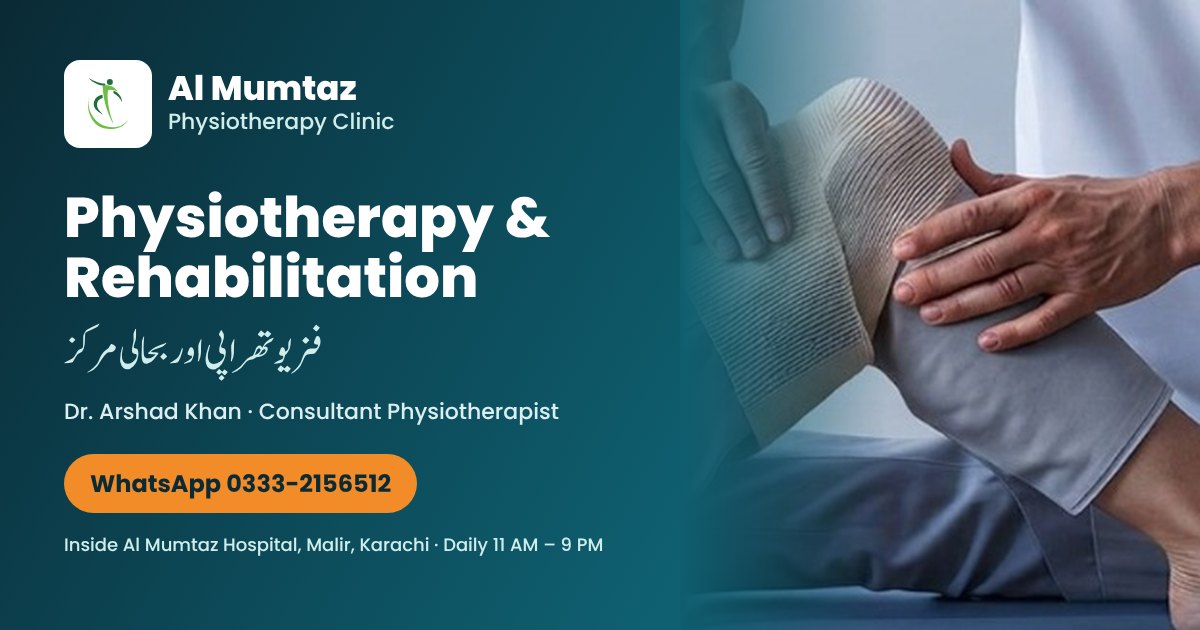 Al Mumtaz
Physiotherapy Clinic
Physiotherapy &
Rehabilitation
فزیوتھراپی اور بحالی مرکز
Dr. Arshad Khan · Consultant Physiotherapist
WhatsApp 0333-2156512
Inside Al Mumtaz Hospital, Malir, Karachi · Daily 11 AM – 9 PM